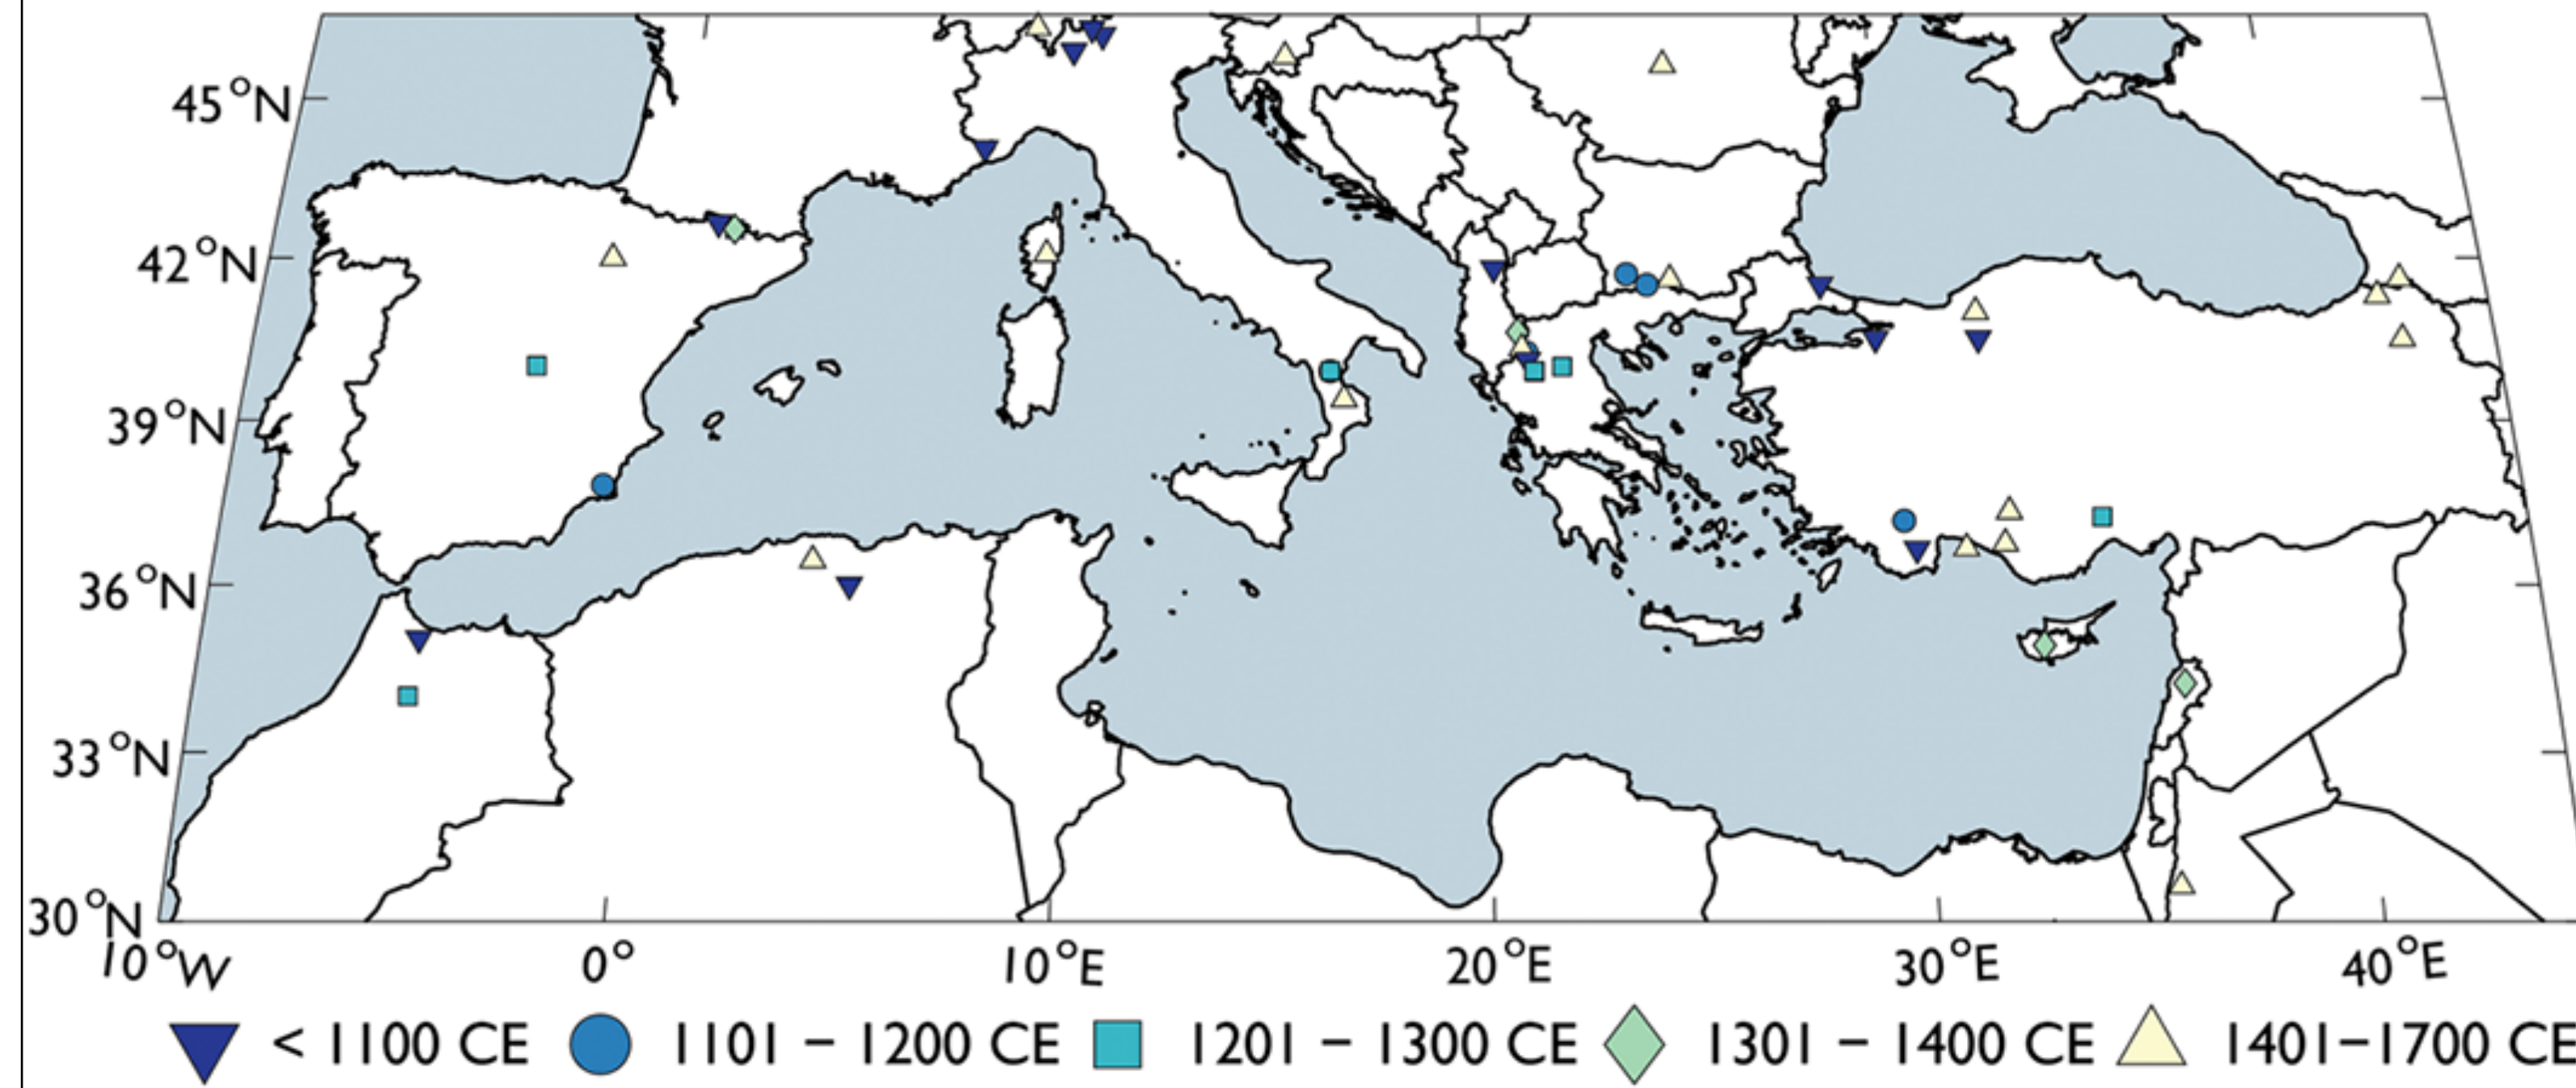 45°N
42°N
39°N
36°N
33°N
30°N
10°W 0° 10°E 20°E 30°E 40°E
< 1100 CE 1101 – 1200 CE 1201 – 1300 CE 1301 – 1400 CE 1401–1700 CE